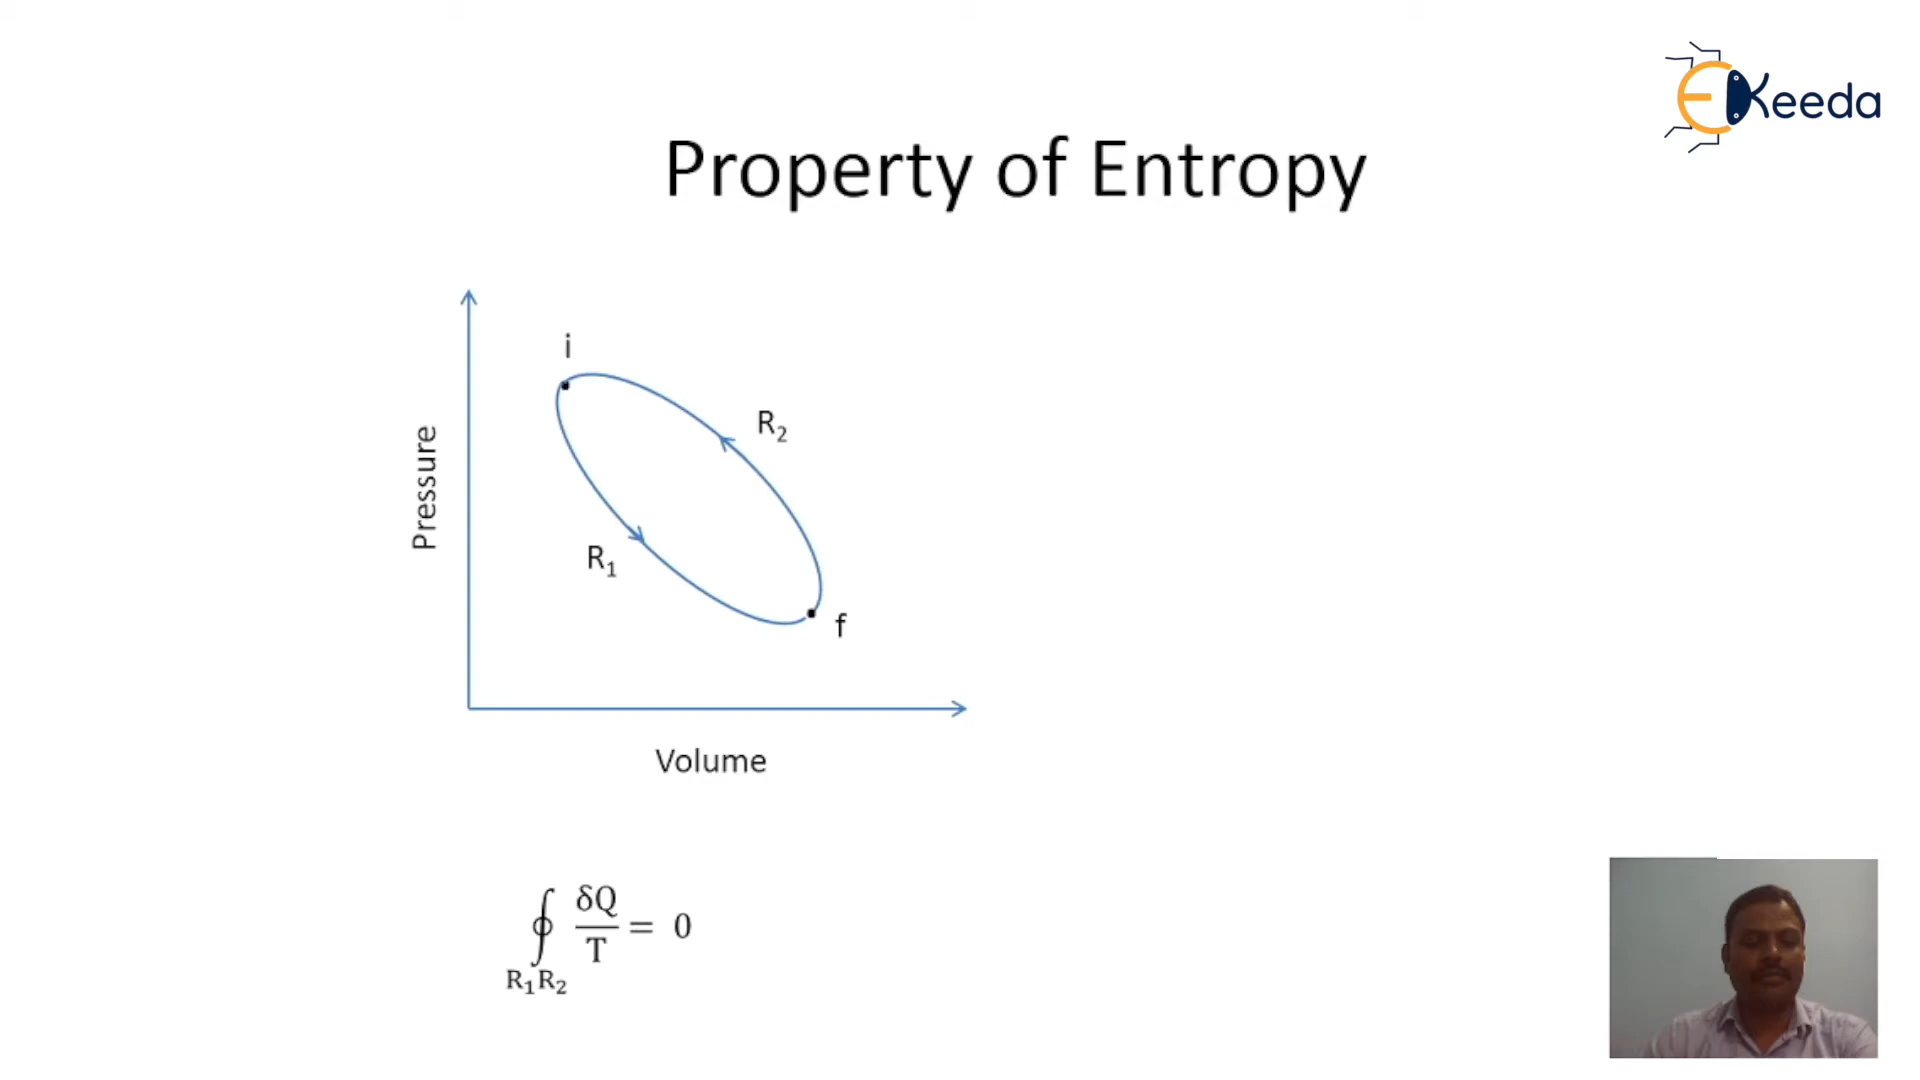 EKeeda
Property of Entropy
i
R₂
Pressure
R₁
f
Volume
∮ δQ/T = 0
R₁R₂